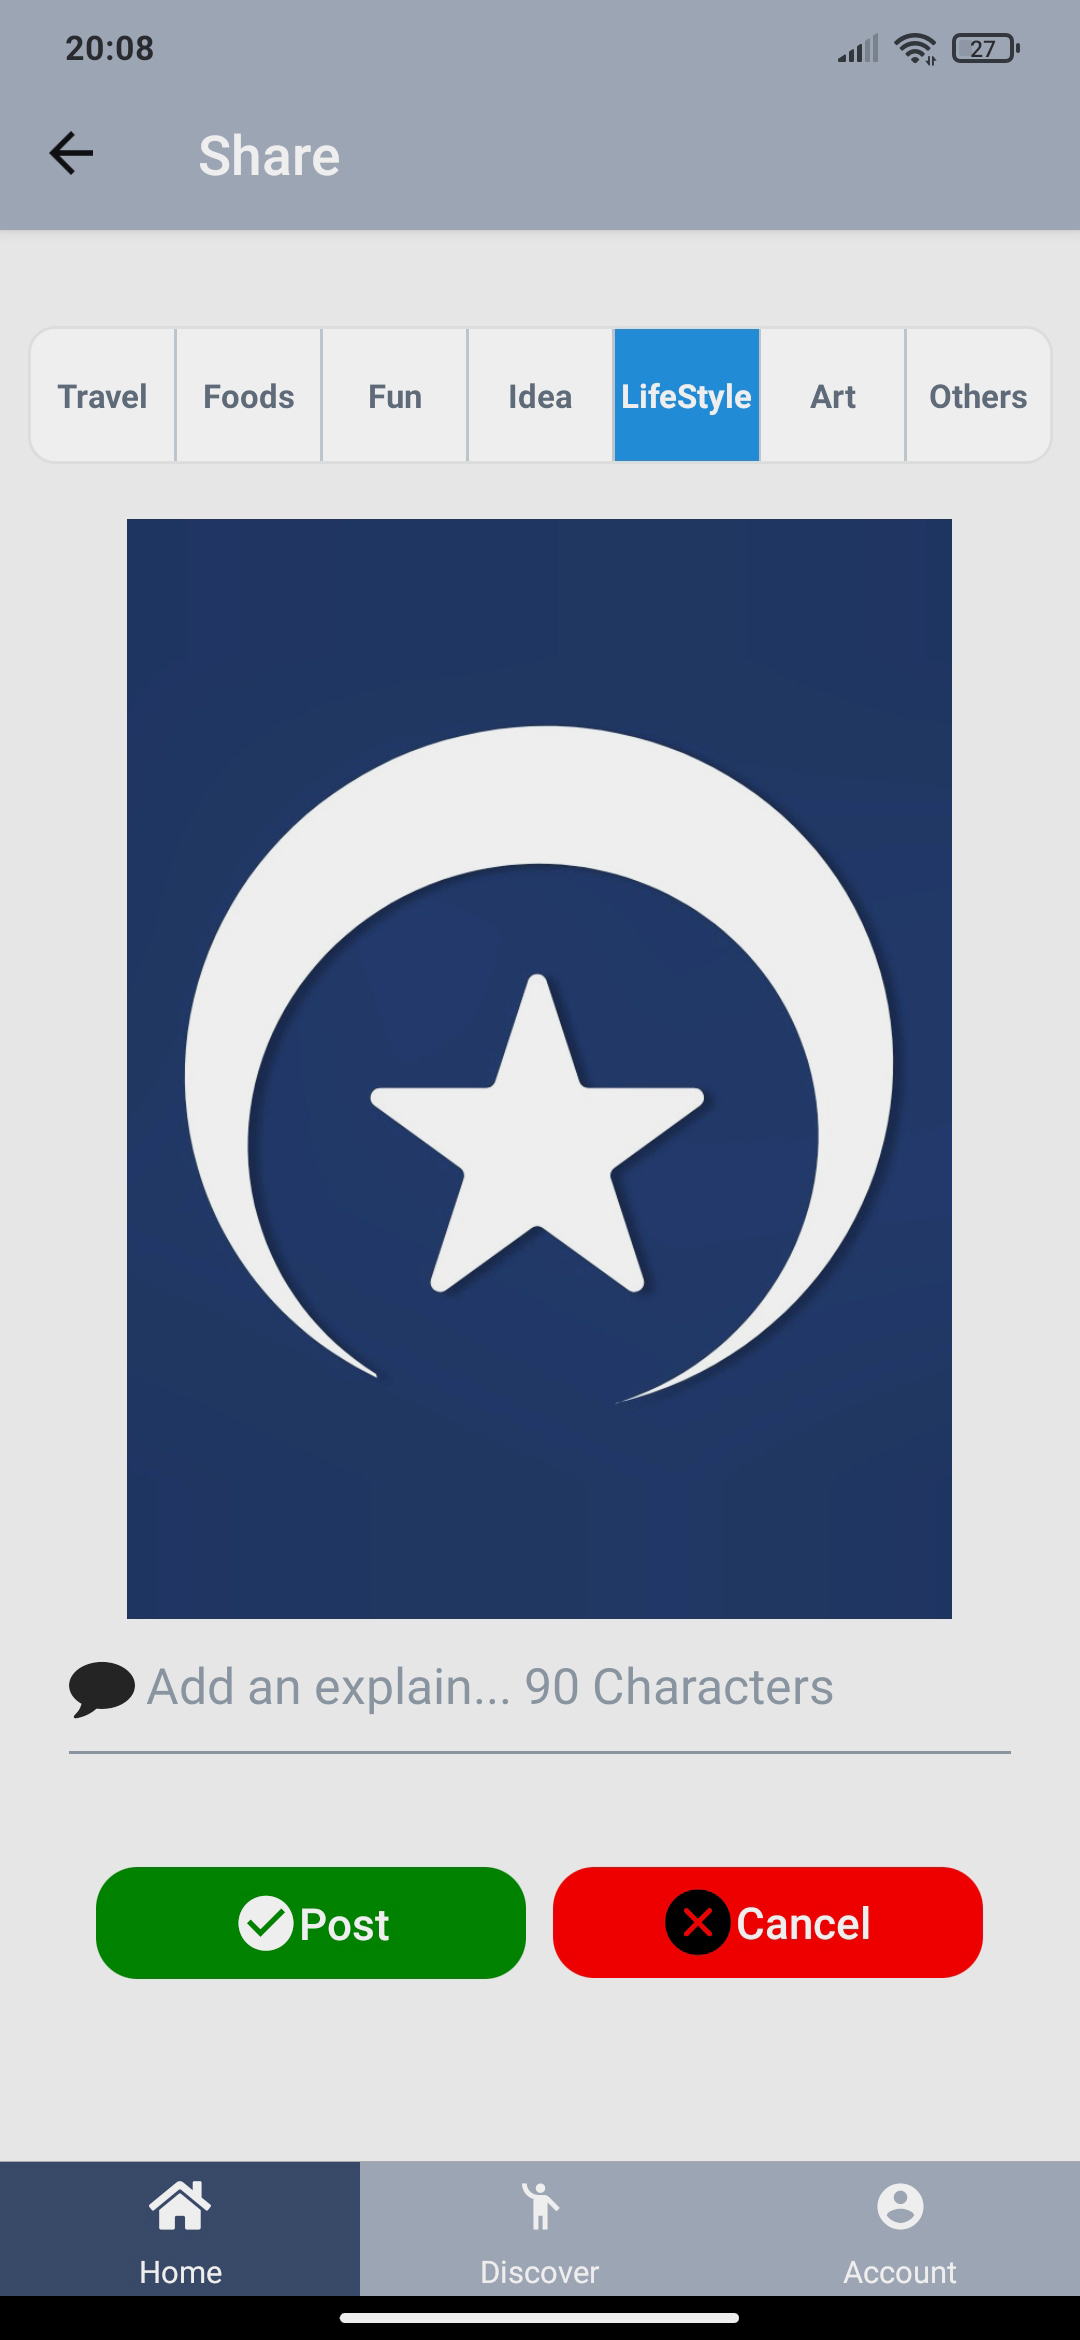 20:08
27
Share
Travel Foods Fun Idea LifeStyle Art Others
Add an explain... 90 Characters
Post Cancel
Home Discover Account